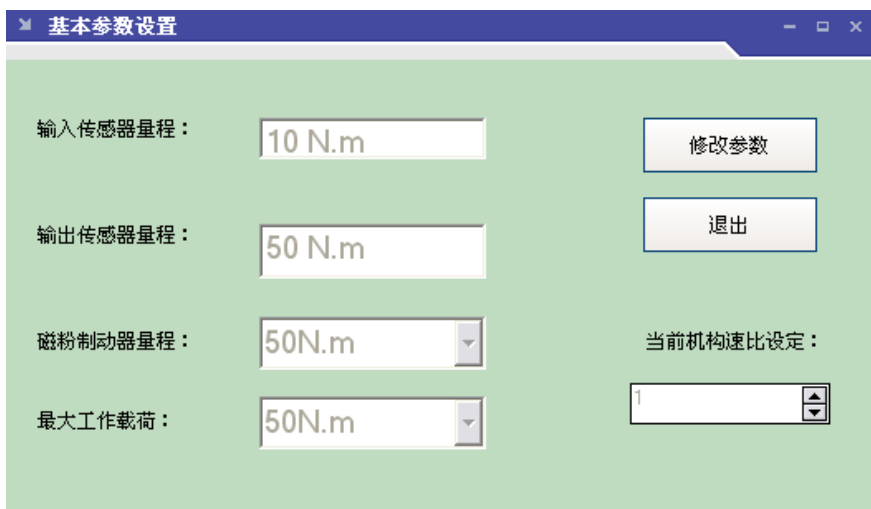 基本参数设置
输入传感器量程：
10 N.m
修改参数
输出传感器量程：
50 N.m
退出
磁粉制动器量程：
50N.m
当前机构速比设定：
最大工作载荷：
50N.m
1